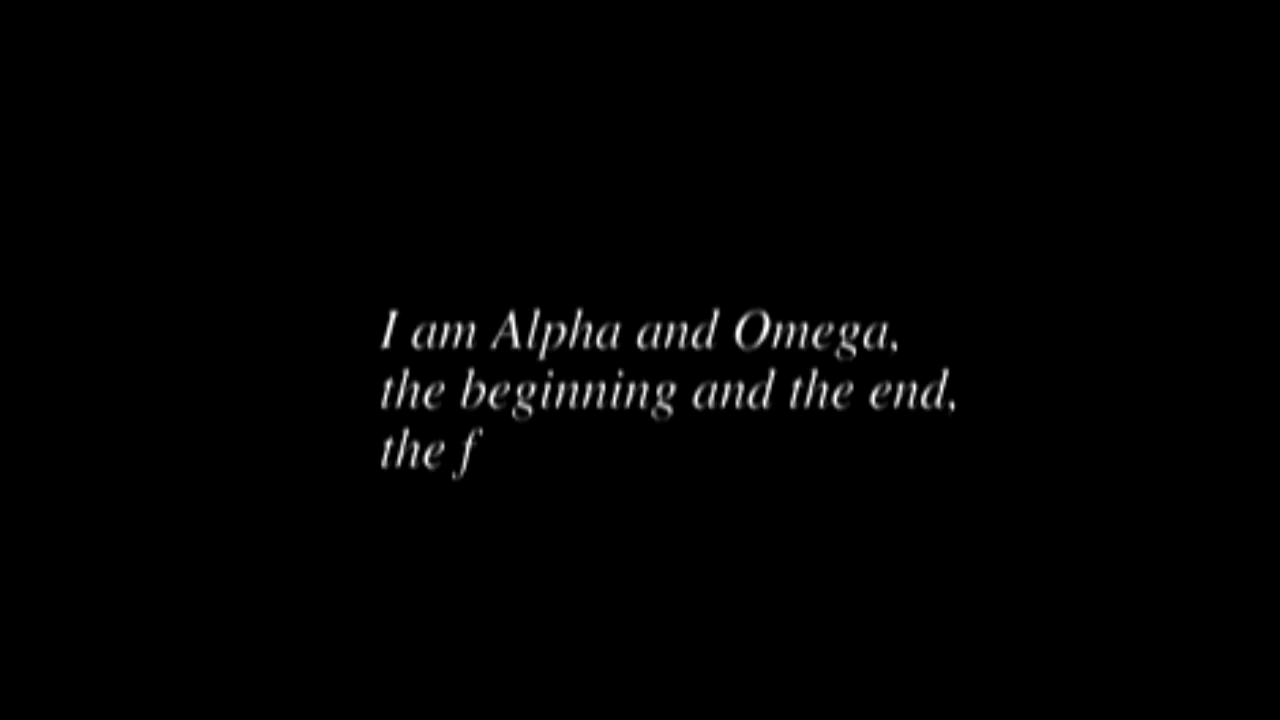 I am Alpha and Omega,
the beginning and the end,
the f